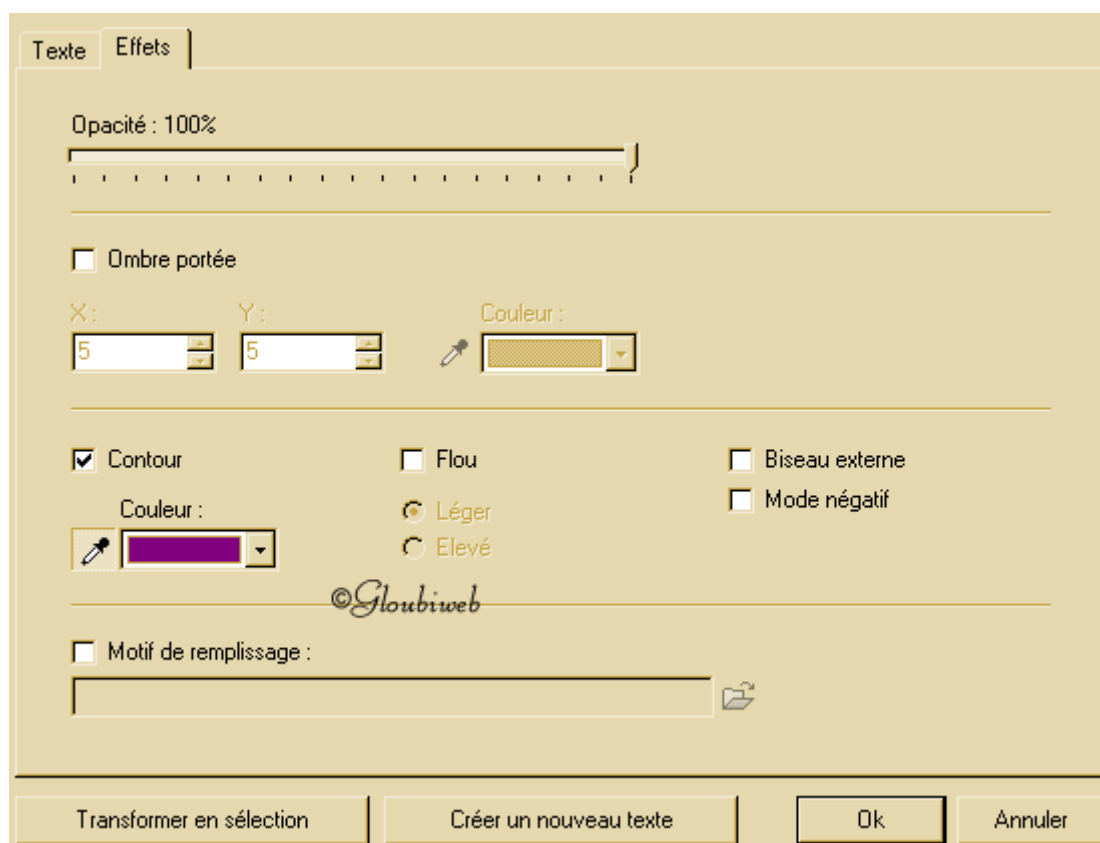 Texte Effets
Opacité : 100%
Ombre portée
X : Y : Couleur :
5 5
Contour Flou Biseau externe
Mode négatif
Couleur : Léger
Elevé
©Gloubiweb
Motif de remplissage :
Transformer en sélection Créer un nouveau texte Ok Annuler